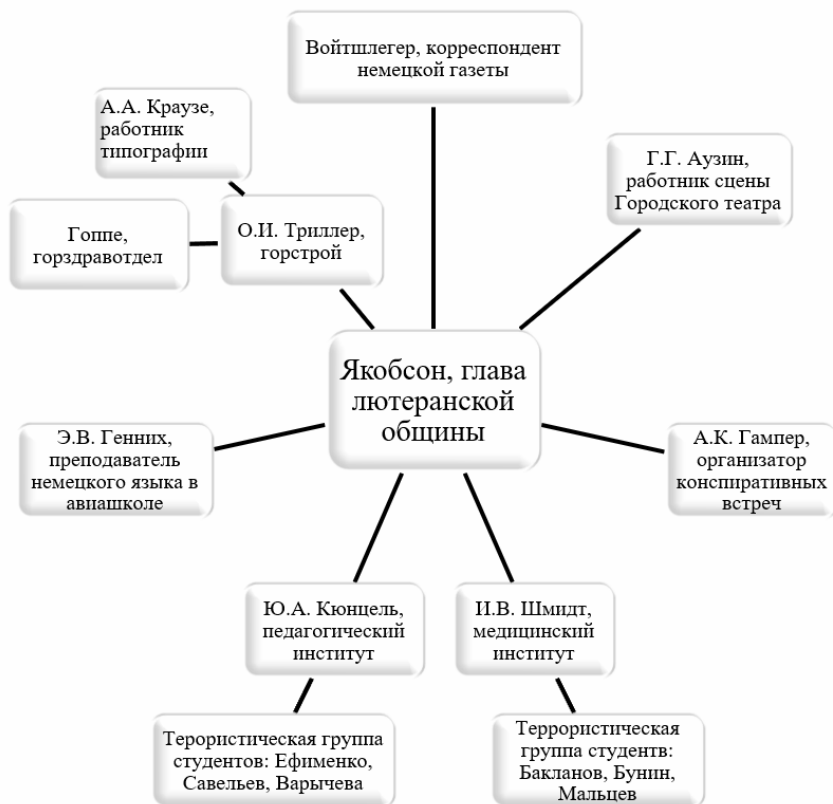 Войтшлегер, корреспондент
немецкой газеты
А.А. Краузе,
работник
типографии
Г.Г. Аузин,
работник сцены
Городского театра
Гоппе,
горздравотдел
О.И. Триллер,
горстрой
Якобсон, глава
лютеранской
общины
Э.В. Генних,
преподаватель
немецкого языка в
авиашколе
А.К. Гампер,
организатор
конспиративных
встреч
Ю.А. Кюнцель,
педагогический
институт
И.В. Шмидт,
медицинский
институт
Терористическая группа
студентов: Ефименко,
Савельев, Варычева
Террористическая
группа студентв:
Бакланов, Бунин,
Мальцев